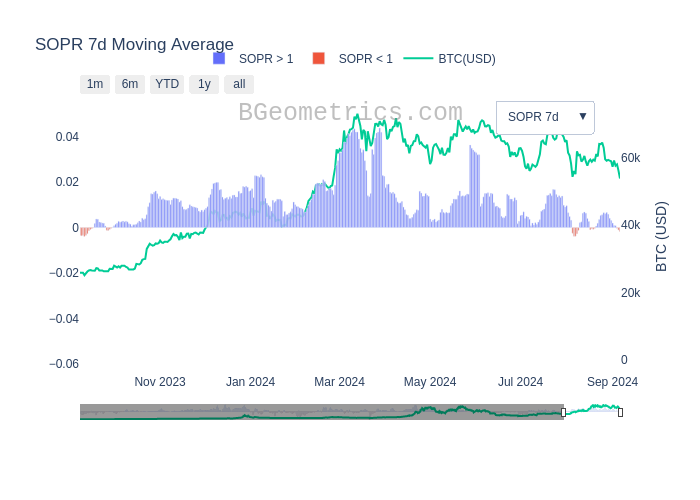 SOPR 7d Moving Average
SOPR > 1
SOPR < 1
BTC(USD)
1m
6m
YTD
1y
all
BGeometrics.com
SOPR 7d ▼
0.04
0.02
0
−0.02
−0.04
−0.06
60k
40k
20k
0
BTC (USD)
Nov 2023
Jan 2024
Mar 2024
May 2024
Jul 2024
Sep 2024